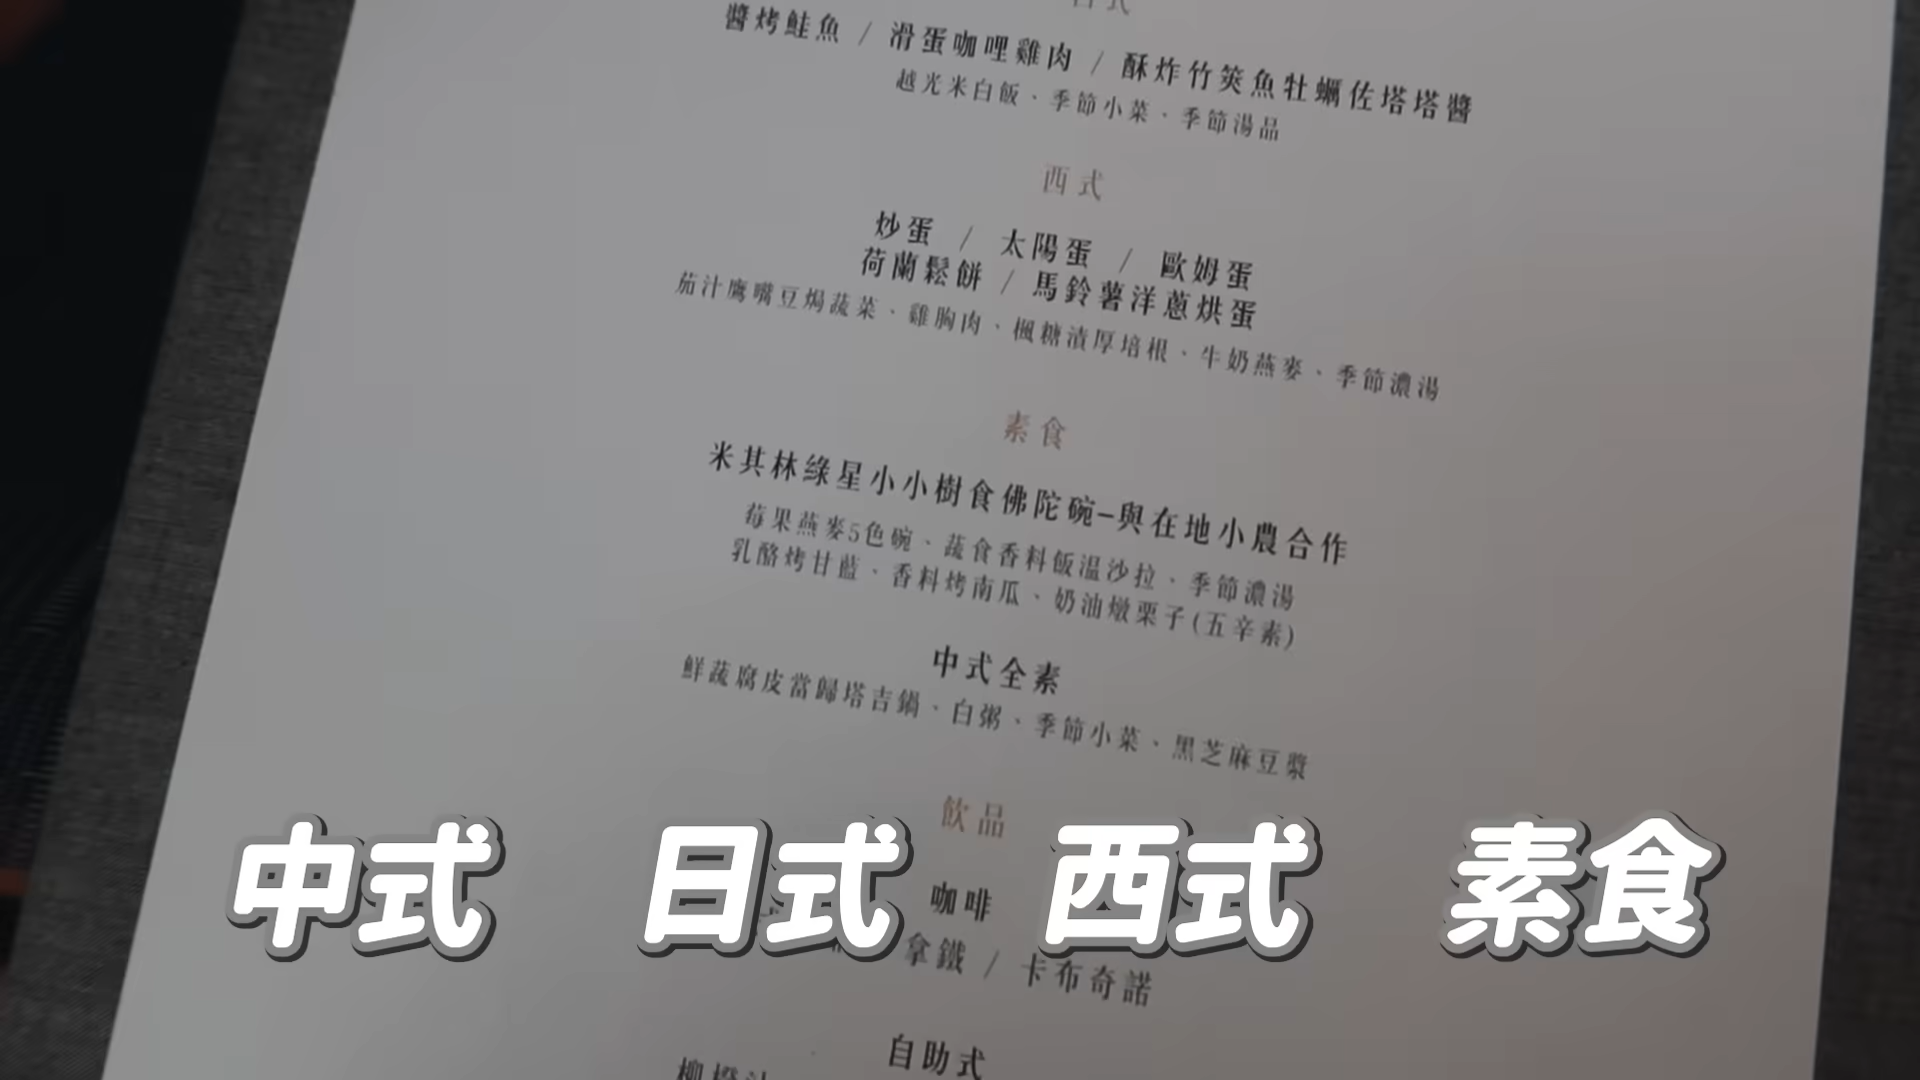 日式
醬烤鮭魚 / 滑蛋咖哩雞肉 / 酥炸竹筴魚牡蠣佐塔塔醬
越光米白飯、季節小菜、季節湯品
西式
炒蛋 / 太陽蛋 / 歐姆蛋
荷蘭鬆餅 / 馬鈴薯洋蔥烘蛋
茄汁鷹嘴豆焗蔬菜、雞胸肉、楓糖漬厚培根、牛奶燕麥、季節濃湯
素食
米其林綠星小小樹食佛陀碗–與在地小農合作
莓果燕麥5色碗、蔬食香料飯溫沙拉、季節濃湯
乳酪烤甘藍、香料烤南瓜、奶油燉栗子(五辛素)
中式全素
鮮蔬腐皮當歸塔吉鍋、白粥、季節小菜、黑芝麻豆漿
飲品
中式 日式 西式 素食
咖啡
拿鐵 / 卡布奇諾
自助式